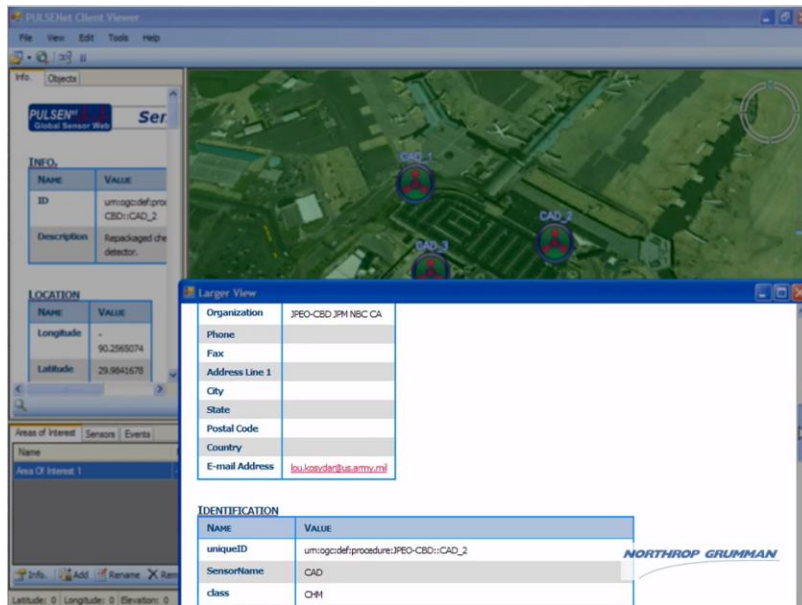 PULSENet Client Viewer
File View Edit Tools Help
Info. Objects
PULSENet
Global Sensor Web
Ser
INFO.
NAME VALUE
ID urn:ogc:def:proc
CBD::CAD_2
Description Repackaged che
detector.
LOCATION
NAME VALUE
Longitude -
90.2565074
Latitude 29.9841678
CAD_1
CAD_2
CAD_3
Areas of Interest Sensors Events
Name
Area Of Interest 1
Info. Add Rename Rem
Latitude: 0 Longitude: 0 Elevation: 0
Larger View
Organization JPEO-CBD JPM NBC CA
Phone
Fax
Address Line 1
City
State
Postal Code
Country
E-mail Address lou.kosydar@us.army.mil
IDENTIFICATION
NAME VALUE
uniqueID urn:ogc:def:procedure:JPEO-CBD::CAD_2
SensorName CAD
class CHM
NORTHROP GRUMMAN